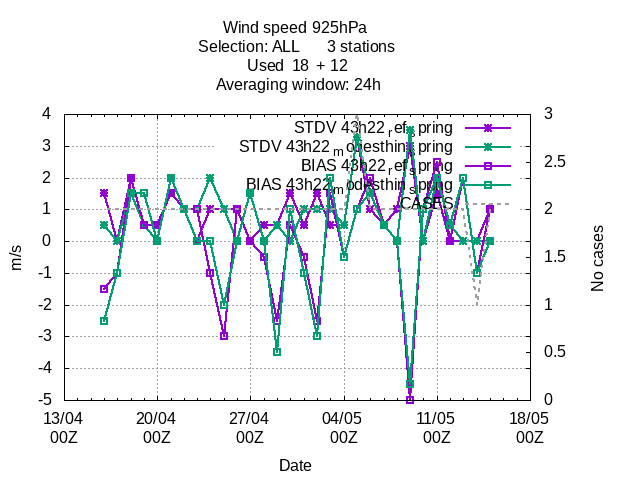 Wind speed 925hPa
Selection: ALL 3 stations
Used 18 + 12
Averaging window: 24h
STDV 43h22_ref_spring
STDV 43h22_modesthin_spring
BIAS 43h22_ref_spring
BIAS 43h22_modesthin_spring
CASES
4
3
2
1
0
-1
-2
-3
-4
-5
3
2.5
2
1.5
1
0.5
0
m/s
No cases
13/04 20/04 27/04 04/05 11/05 18/05
00Z 00Z 00Z 00Z 00Z 00Z
Date